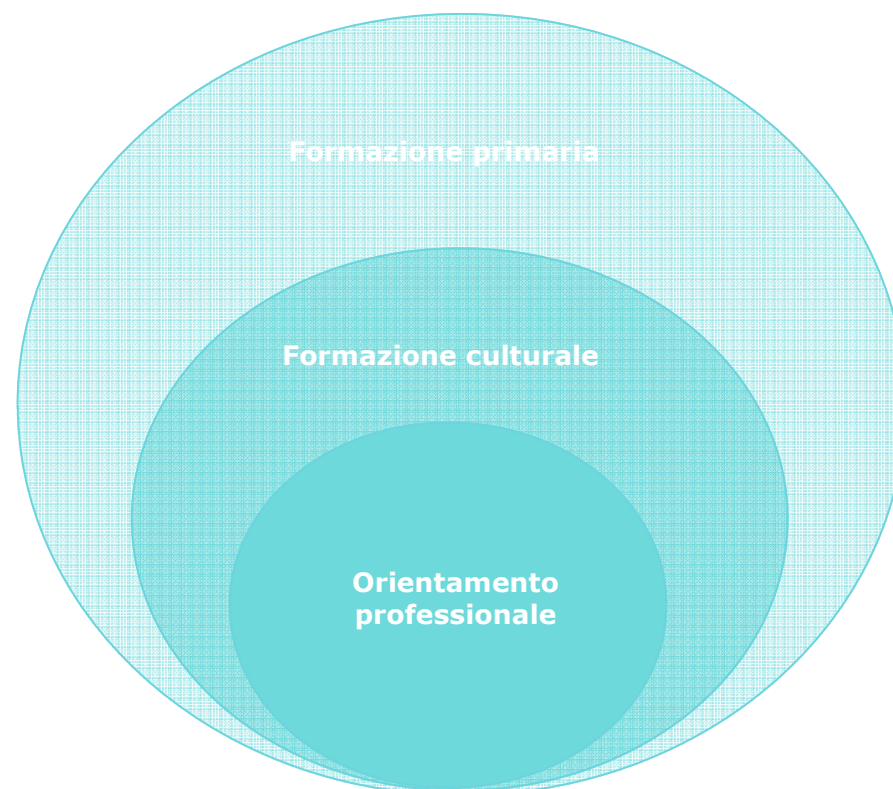 Formazione primaria
Formazione culturale
Orientamento
professionale